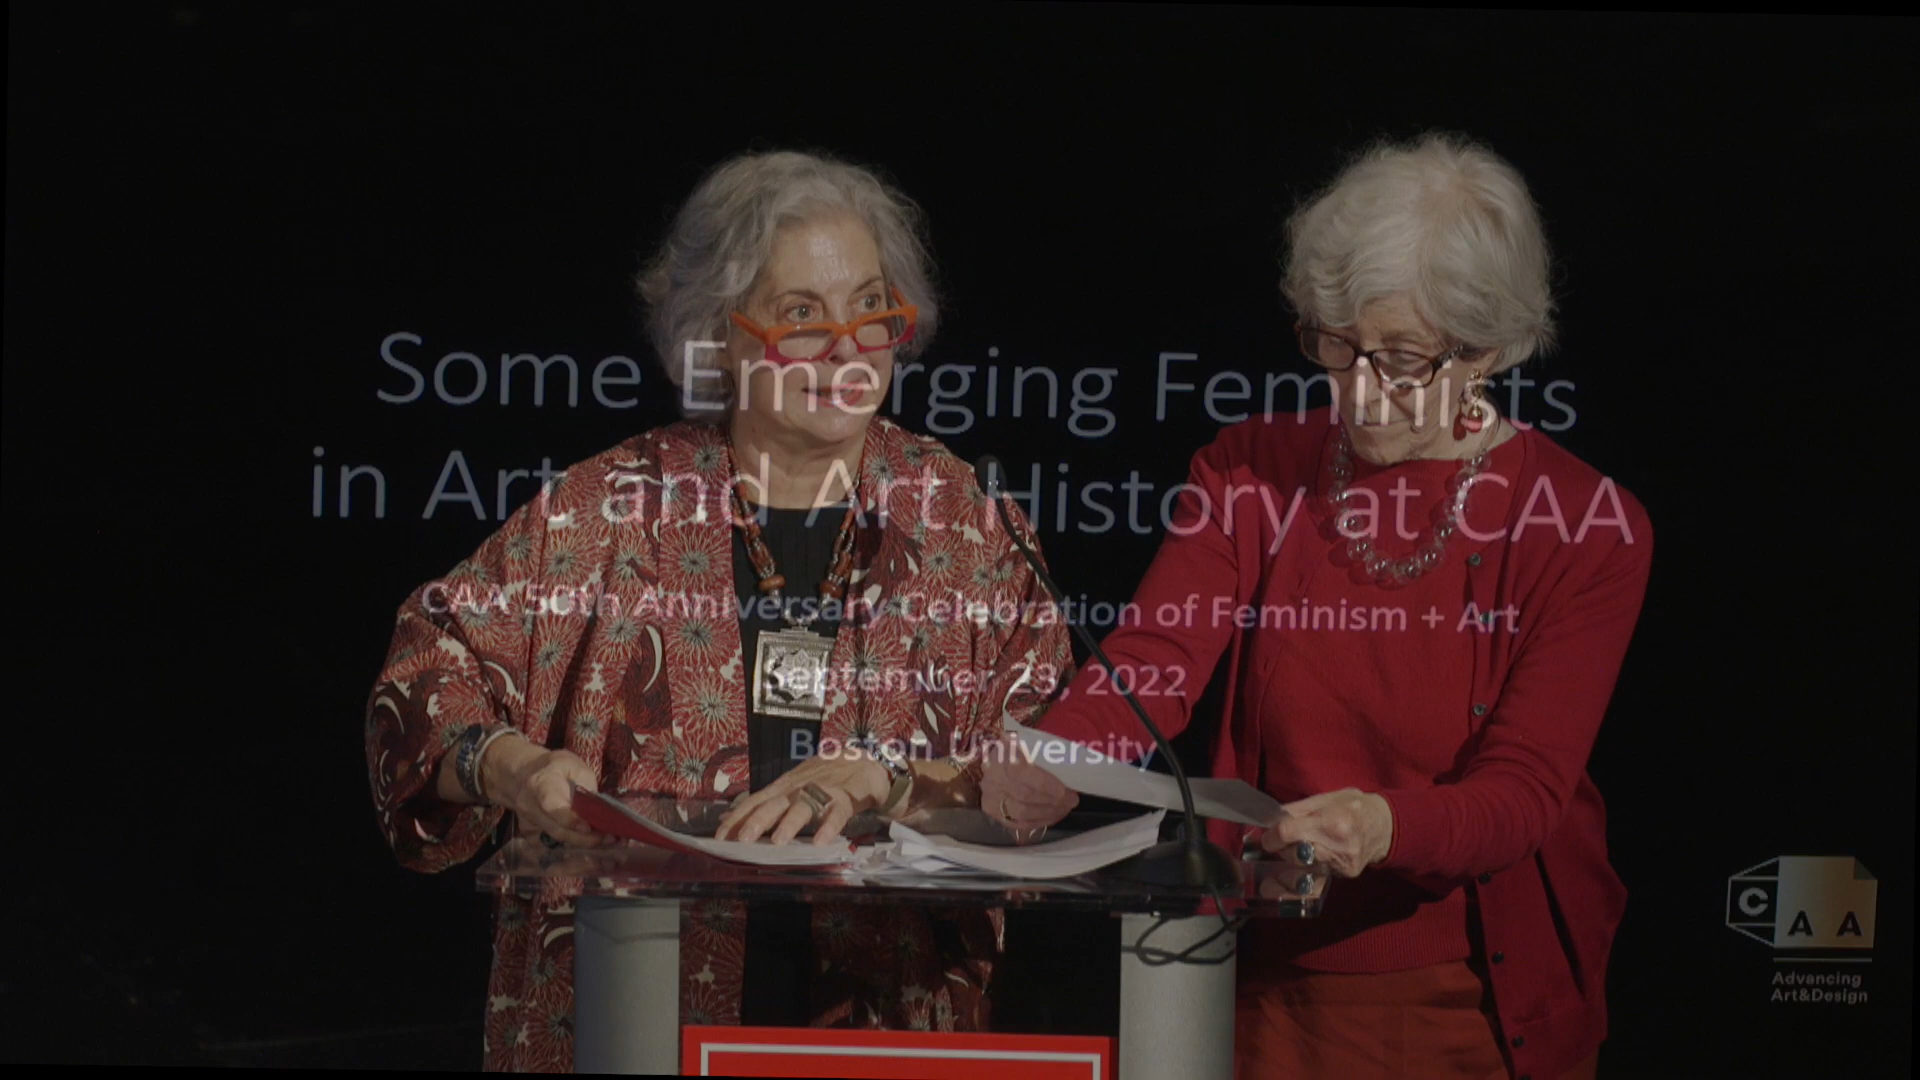 Some Emerging Feminists
in Art and Art History at CAA
CAA 50th Anniversary Celebration of Feminism + Art
September 23, 2022
Boston University
CAA
Advancing
Art&Design